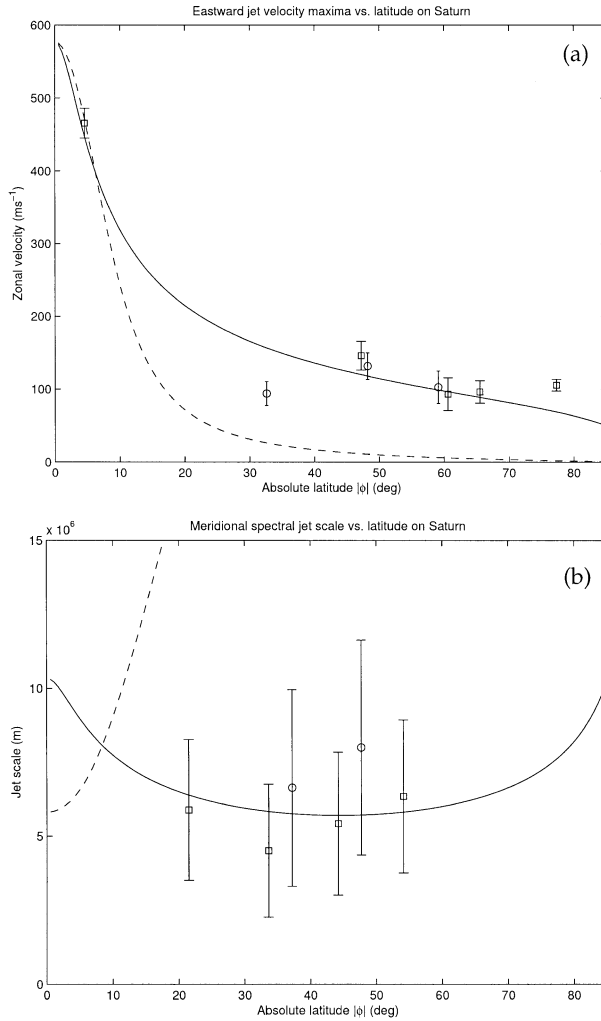 Eastward jet velocity maxima vs. latitude on Saturn
(a)
600
500
400
300
200
100
0
Zonal velocity (ms⁻¹)
0 10 20 30 40 50 60 70 80
Absolute latitude |ϕ| (deg)
Meridional spectral jet scale vs. latitude on Saturn
x 10⁶
(b)
15
10
5
0
Jet scale (m)
0 10 20 30 40 50 60 70 80
Absolute latitude |ϕ| (deg)